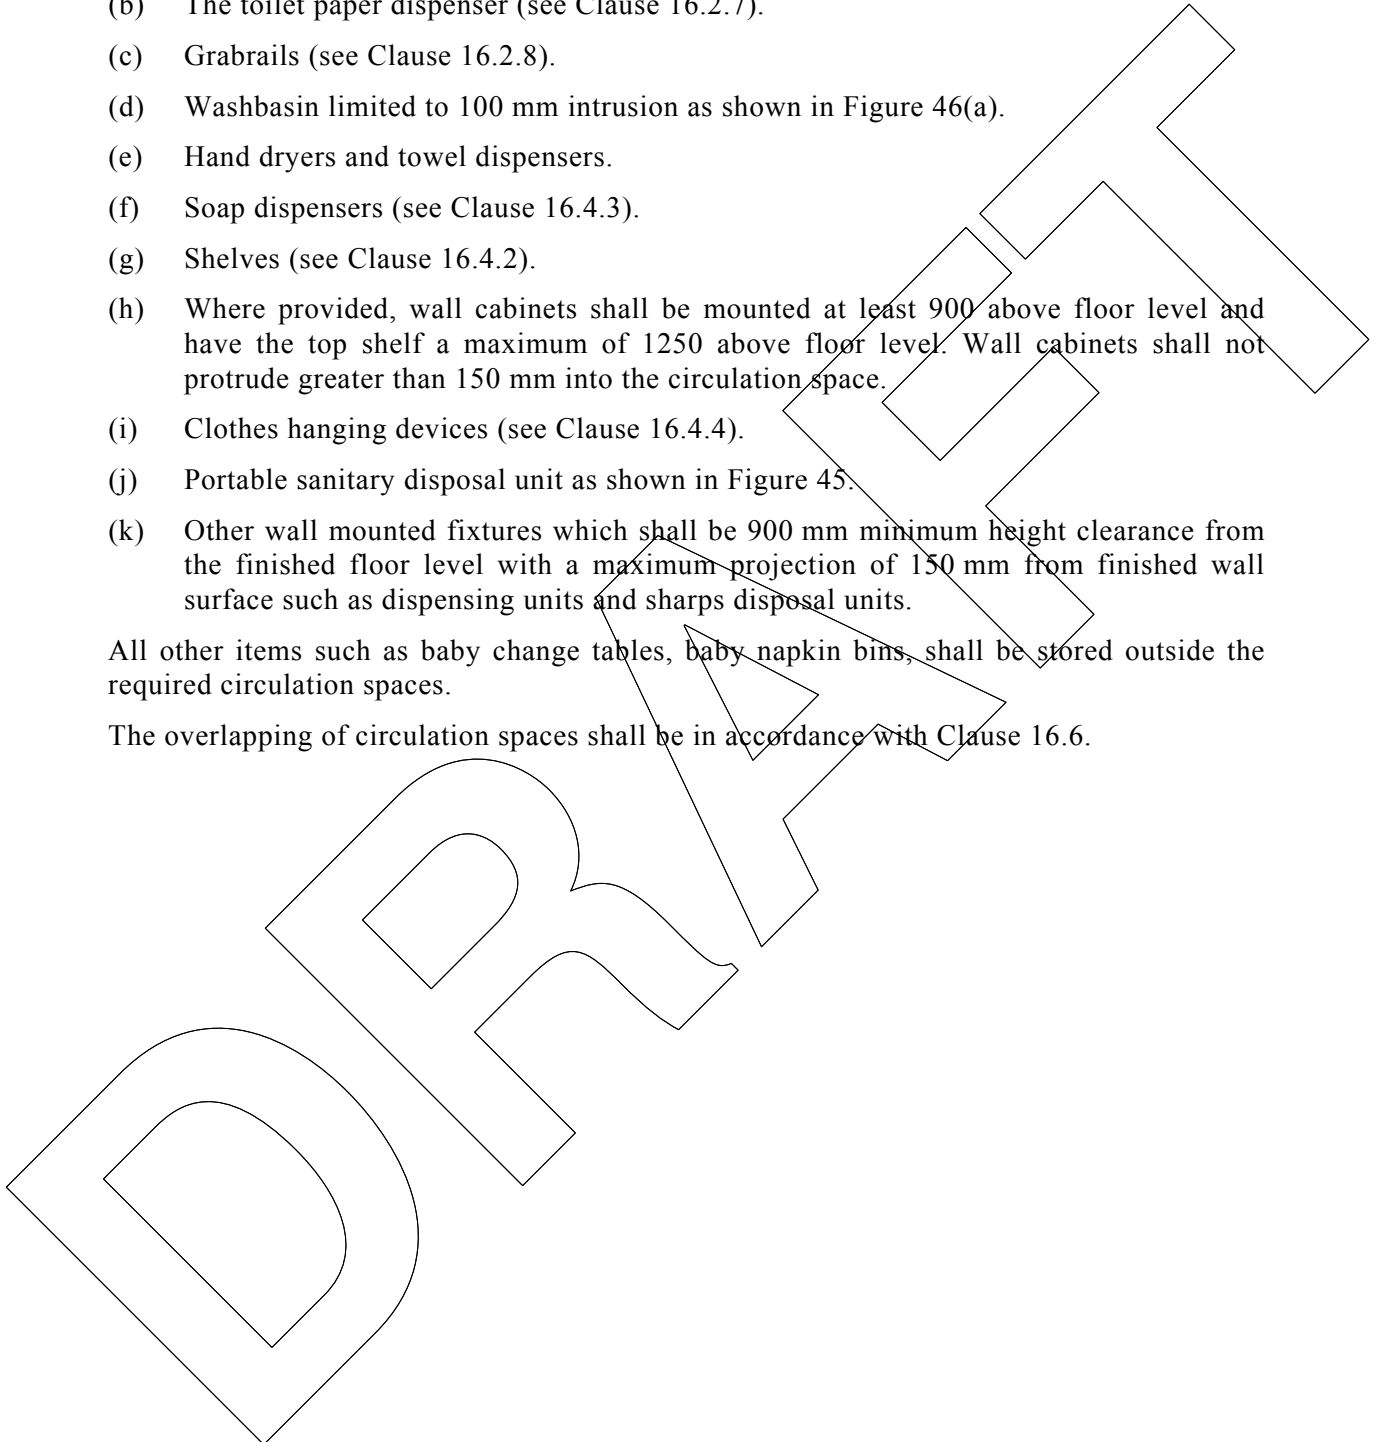 (b) The toilet paper dispenser (see Clause 16.2.7).
(c) Grabrails (see Clause 16.2.8).
(d) Washbasin limited to 100 mm intrusion as shown in Figure 46(a).
(e) Hand dryers and towel dispensers.
(f) Soap dispensers (see Clause 16.4.3).
(g) Shelves (see Clause 16.4.2).
(h) Where provided, wall cabinets shall be mounted at least 900 above floor level and
have the top shelf a maximum of 1250 above floor level. Wall cabinets shall not
protrude greater than 150 mm into the circulation space.
(i) Clothes hanging devices (see Clause 16.4.4).
(j) Portable sanitary disposal unit as shown in Figure 45.
(k) Other wall mounted fixtures which shall be 900 mm minimum height clearance from
the finished floor level with a maximum projection of 150 mm from finished wall
surface such as dispensing units and sharps disposal units.
All other items such as baby change tables, baby napkin bins, shall be stored outside the
required circulation spaces.
The overlapping of circulation spaces shall be in accordance with Clause 16.6.
DRAFT